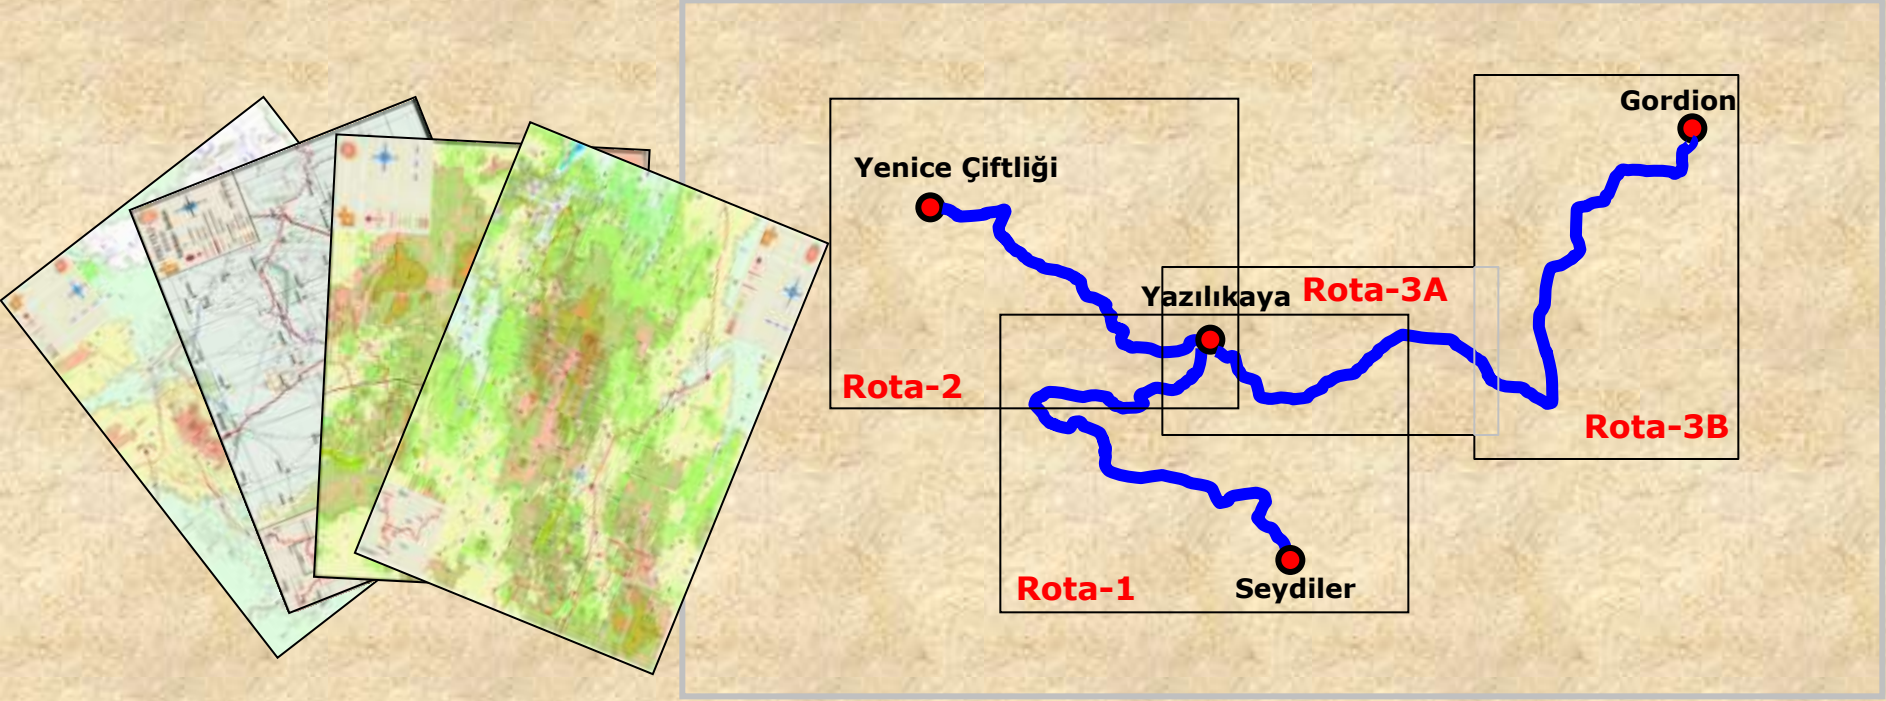 Gordion
Yenice Çiftliği
Yazılıkaya
Rota-3A
Rota-2
Rota-3B
Rota-1
Seydiler